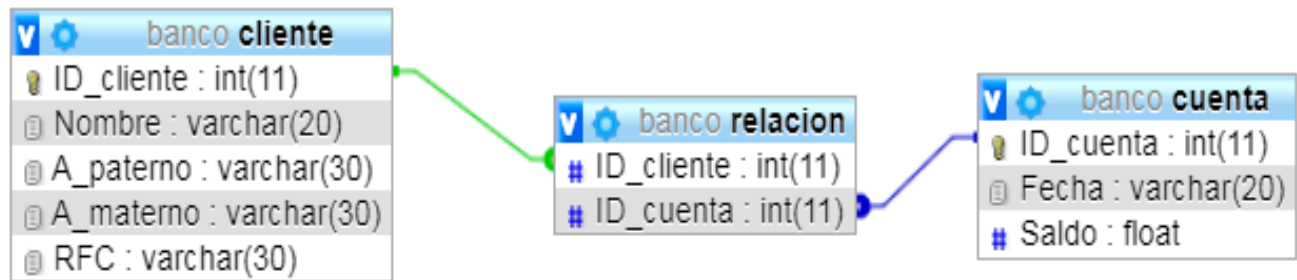 banco cliente
ID_cliente : int(11)
Nombre : varchar(20)
A_paterno : varchar(30)
A_materno : varchar(30)
RFC : varchar(30)
banco relacion
# ID_cliente : int(11)
# ID_cuenta : int(11)
banco cuenta
ID_cuenta : int(11)
Fecha : varchar(20)
# Saldo : float